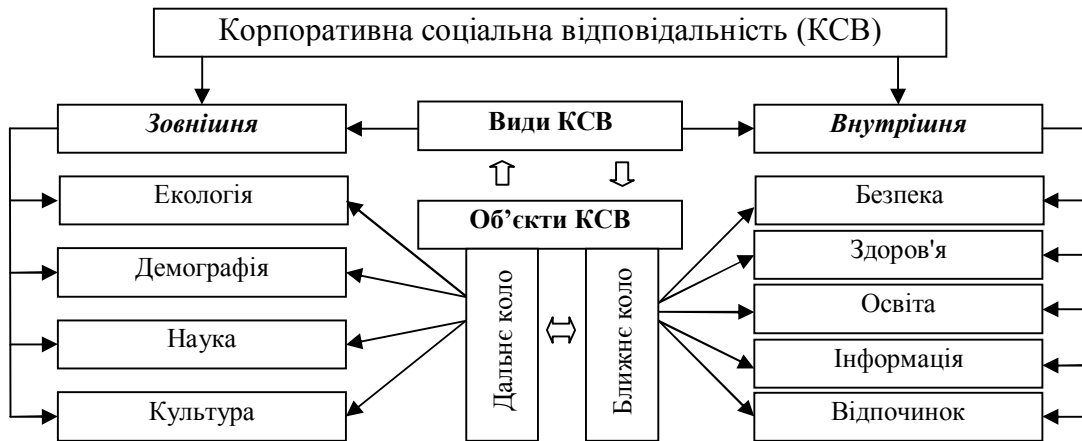 Корпоративна соціальна відповідальність (КСВ)
Зовнішня
Види КСВ
Внутрішня
Екологія
Демографія
Наука
Культура
Об’єкти КСВ
Дальнє коло
Ближнє коло
Безпека
Здоров'я
Освіта
Інформація
Відпочинок